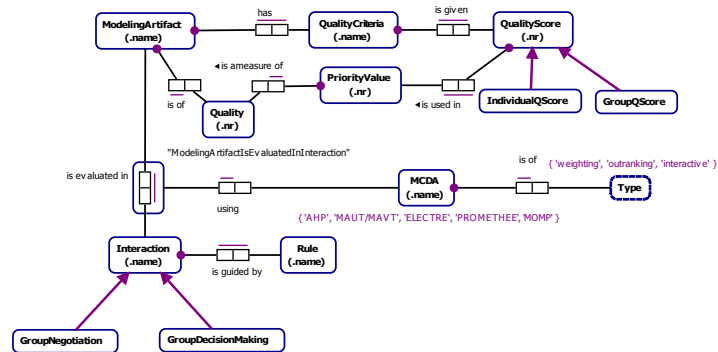 has
is given
ModelingArtifact
(.name)
QualityCriteria
(.name)
QualityScore
(.nr)
◄ is ameasure of
PriorityValue
(.nr)
is of
Quality
(.nr)
◄ is used in
IndividualQScore
GroupQScore
"ModelingArtifactIsEvaluatedInInteraction"
is of
{ 'weighting', 'outranking', 'interactive' }
is evaluated in
MCDA
(.name)
Type
using
{ 'AHP', 'MAUT/MAVT', 'ELECTRE', 'PROMETHEE', 'MOMP' }
Interaction
(.name)
Rule
(.name)
is guided by
GroupNegotiation
GroupDecisionMaking